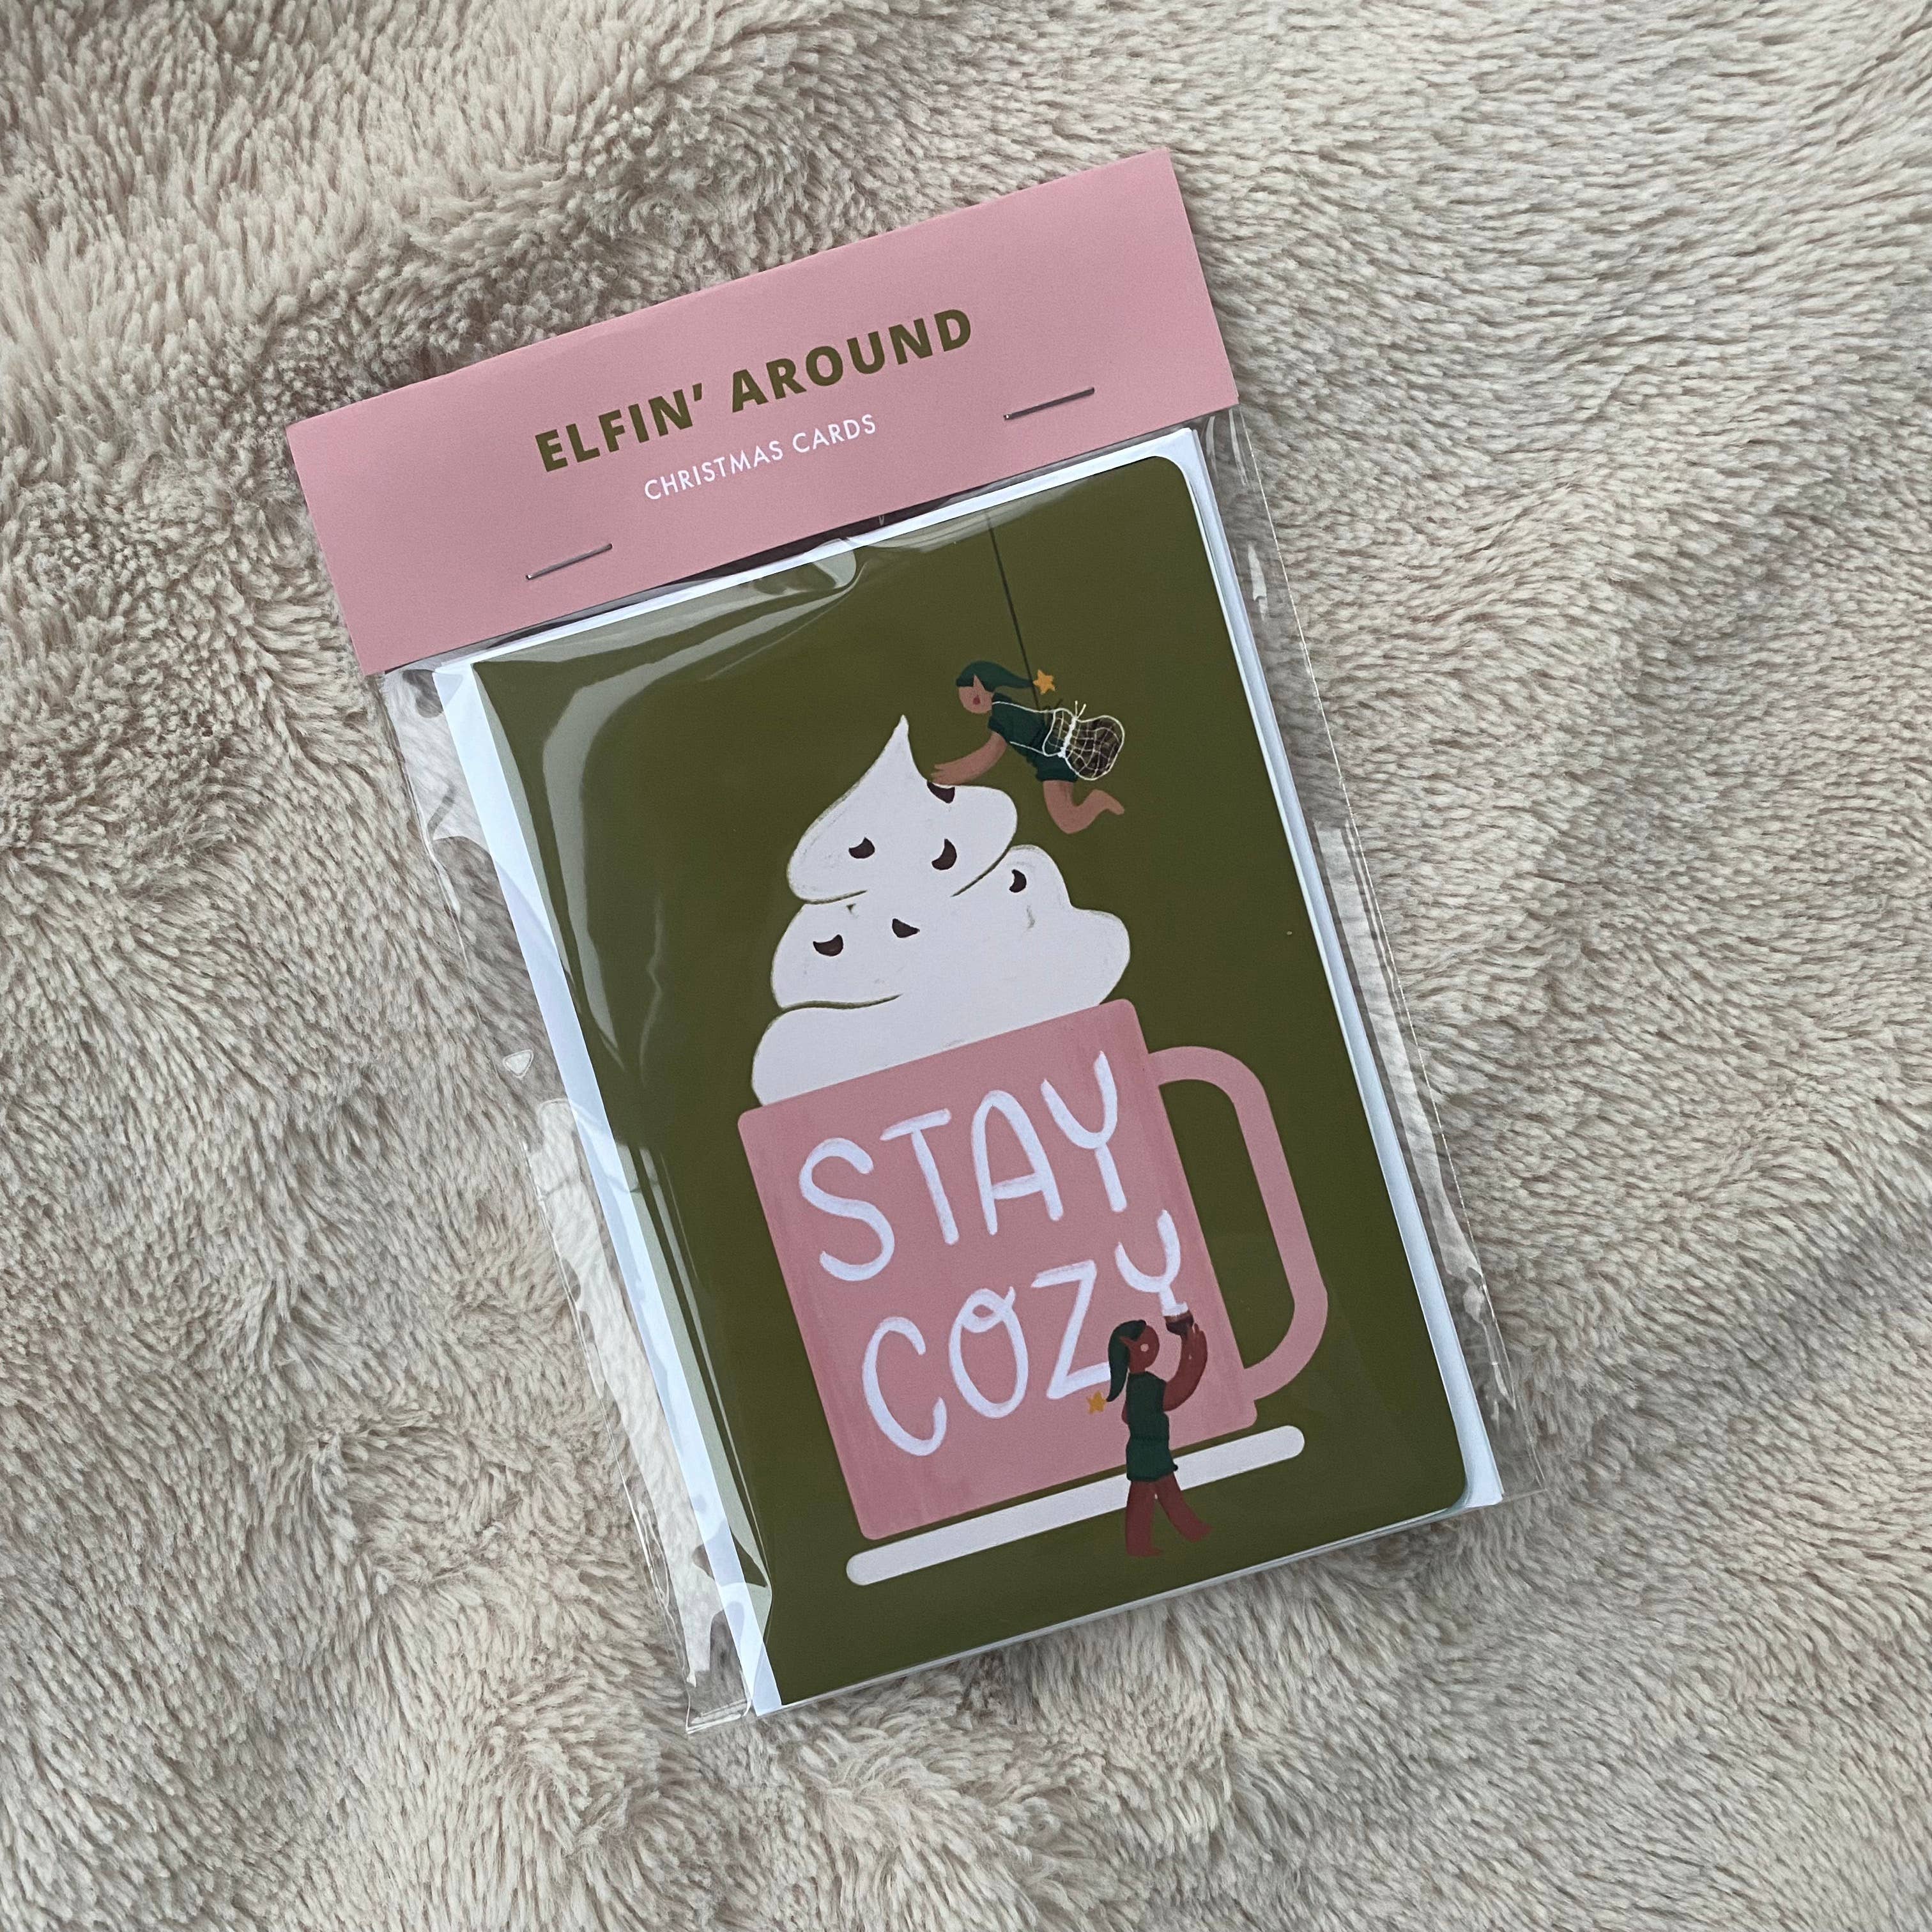 ELFIN’ AROUND
CHRISTMAS CARDS
STAY
COZY